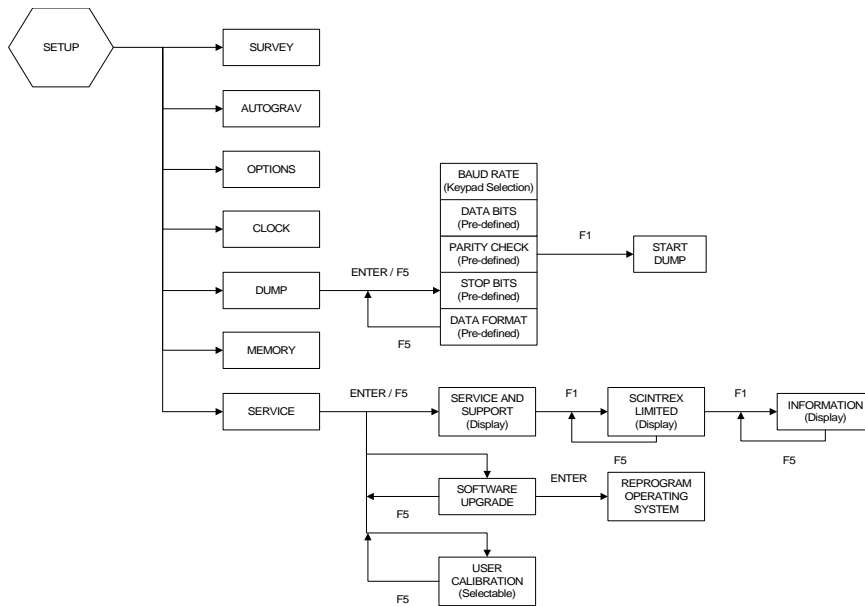 SETUP
SURVEY
AUTOGRAV
OPTIONS
CLOCK
DUMP
ENTER / F5
F5
BAUD RATE
(Keypad Selection)
DATA BITS
(Pre-defined)
PARITY CHECK
(Pre-defined)
STOP BITS
(Pre-defined)
DATA FORMAT
(Pre-defined)
F1
START
DUMP
MEMORY
SERVICE
ENTER / F5
SERVICE AND
SUPPORT
(Display)
F1
F5
SCINTREX
LIMITED
(Display)
F1
F5
INFORMATION
(Display)
F5
SOFTWARE
UPGRADE
ENTER
REPROGRAM
OPERATING
SYSTEM
F5
USER
CALIBRATION
(Selectable)